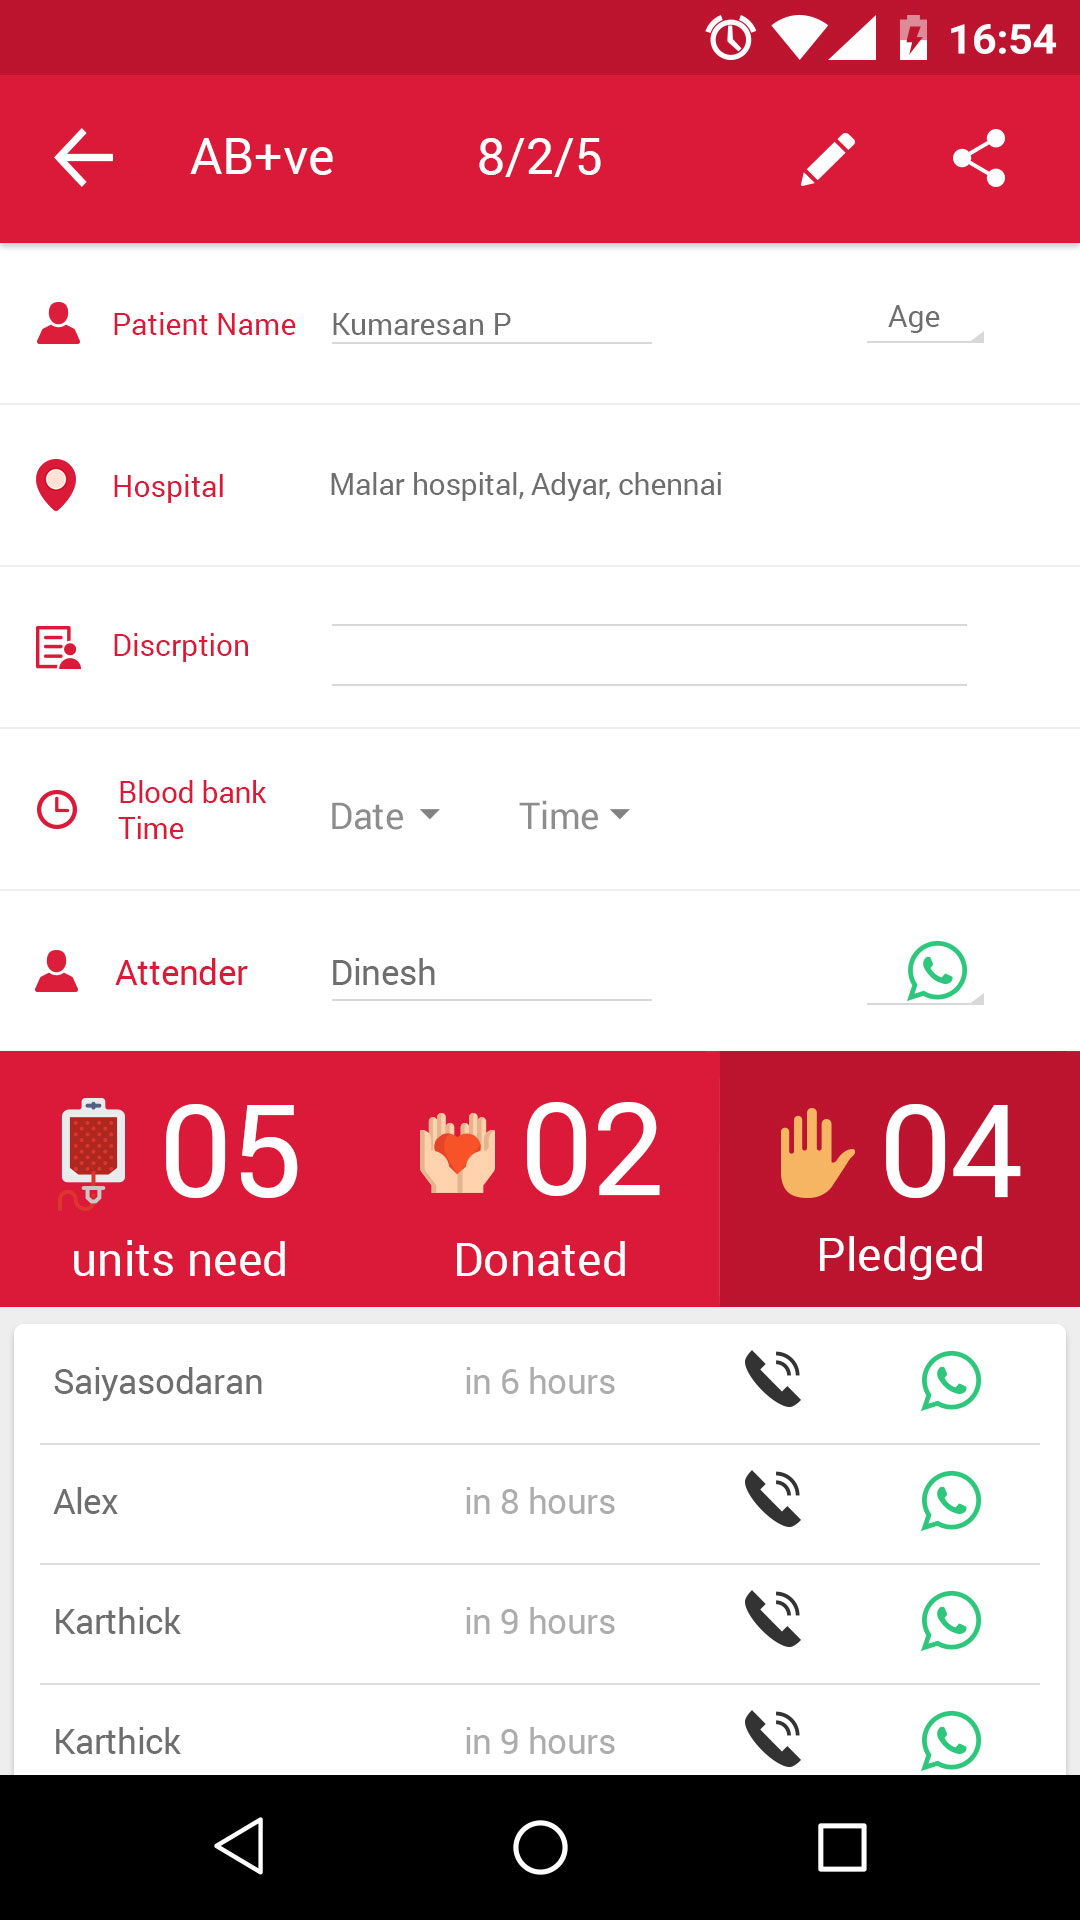 16:54
AB+ve 8/2/5
Patient Name Kumaresan P Age
Hospital Malar hospital, Adyar, chennai
Discrption
Blood bank
Time
Date Time
Attender Dinesh
05 02 04
units need Donated Pledged
Saiyasodaran in 6 hours
Alex in 8 hours
Karthick in 9 hours
Karthick in 9 hours